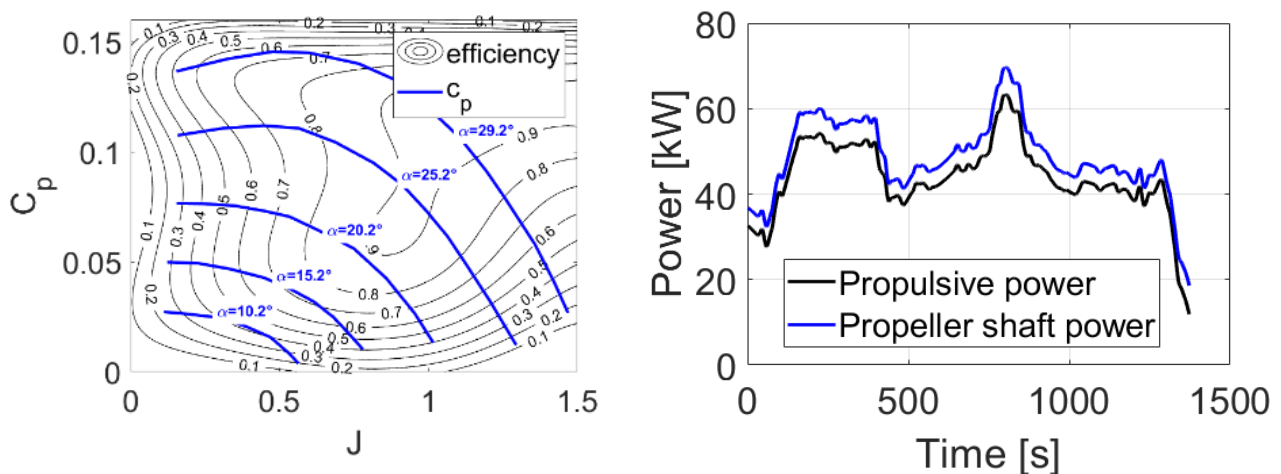 0.15
0.1
0.05
0
C_p
0
0.5
1
1.5
J
efficiency
c_p
α=29.2°
α=25.2°
α=20.2°
α=15.2°
α=10.2°
0.1
0.2
0.3
0.4
0.5
0.6
0.7
0.8
0.9
80
60
40
20
0
Power [kW]
Propulsive power
Propeller shaft power
0
500
1000
1500
Time [s]